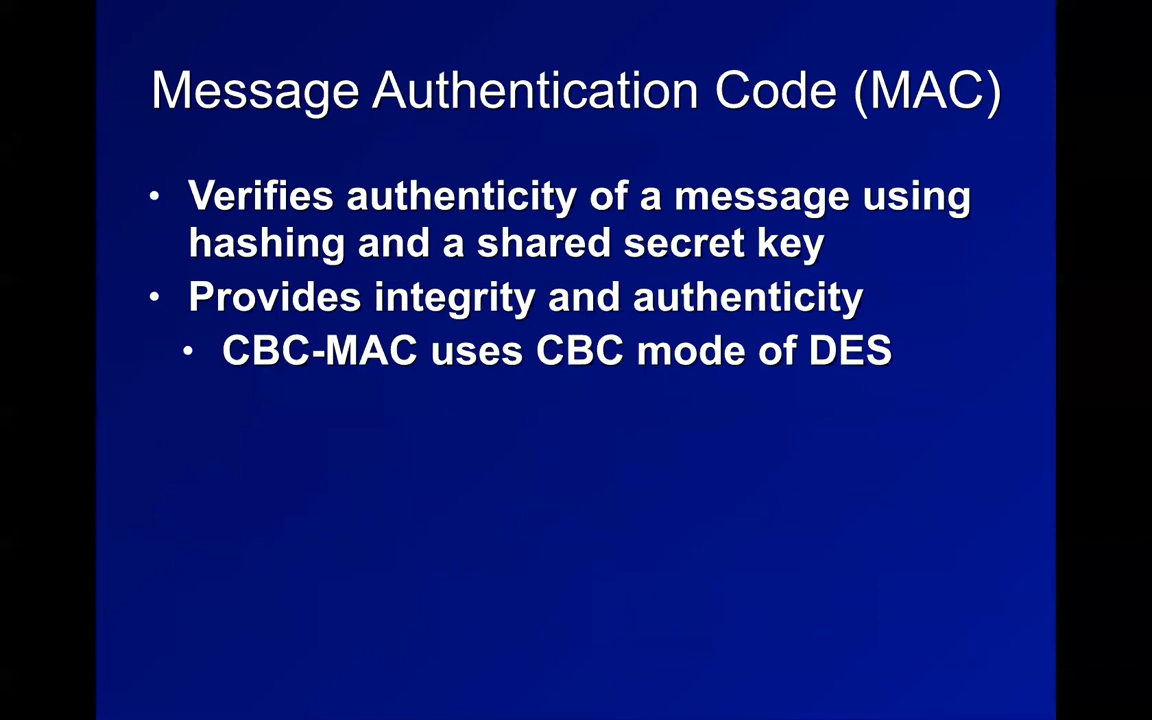 Message Authentication Code (MAC)
• Verifies authenticity of a message using
hashing and a shared secret key
• Provides integrity and authenticity
• CBC-MAC uses CBC mode of DES